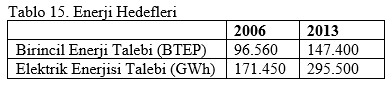 Tablo 15. Enerji Hedefleri
2006 2013
Birincil Enerji Talebi (BTEP) 96.560 147.400
Elektrik Enerjisi Talebi (GWh) 171.450 295.500